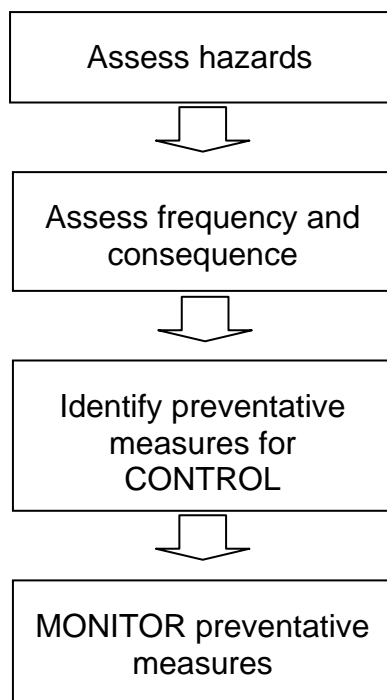 Assess hazards
Assess frequency and
consequence
Identify preventative
measures for
CONTROL
MONITOR preventative
measures